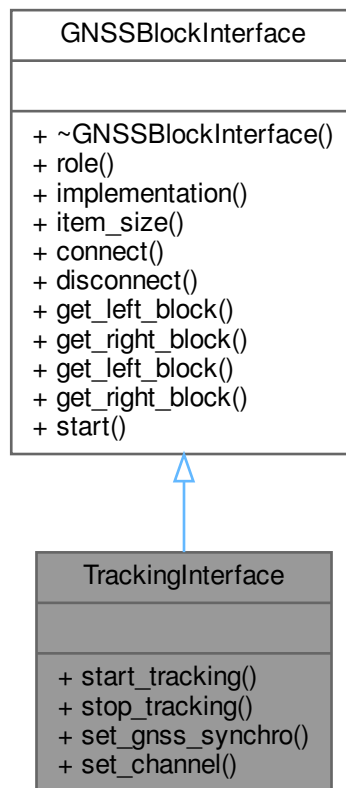 GNSSBlockInterface
+ ~GNSSBlockInterface()
+ role()
+ implementation()
+ item_size()
+ connect()
+ disconnect()
+ get_left_block()
+ get_right_block()
+ get_left_block()
+ get_right_block()
+ start()
TrackingInterface
+ start_tracking()
+ stop_tracking()
+ set_gnss_synchro()
+ set_channel()